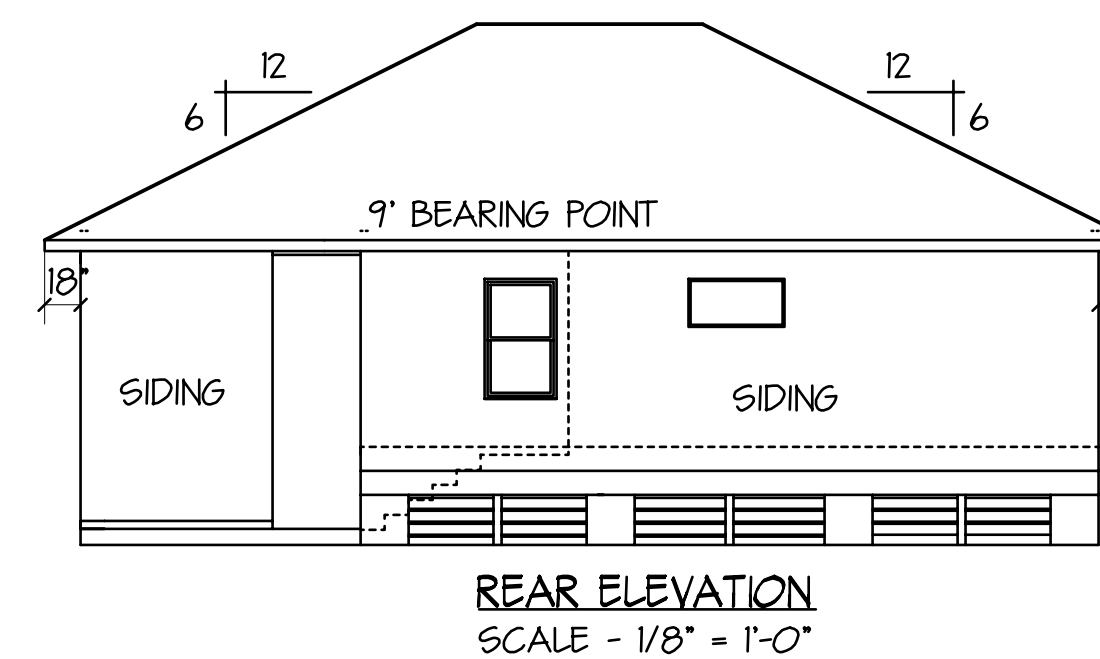 12
12
6
6
9' BEARING POINT
18"
SIDING
SIDING
REAR ELEVATION
SCALE - 1/8" = 1'-0"